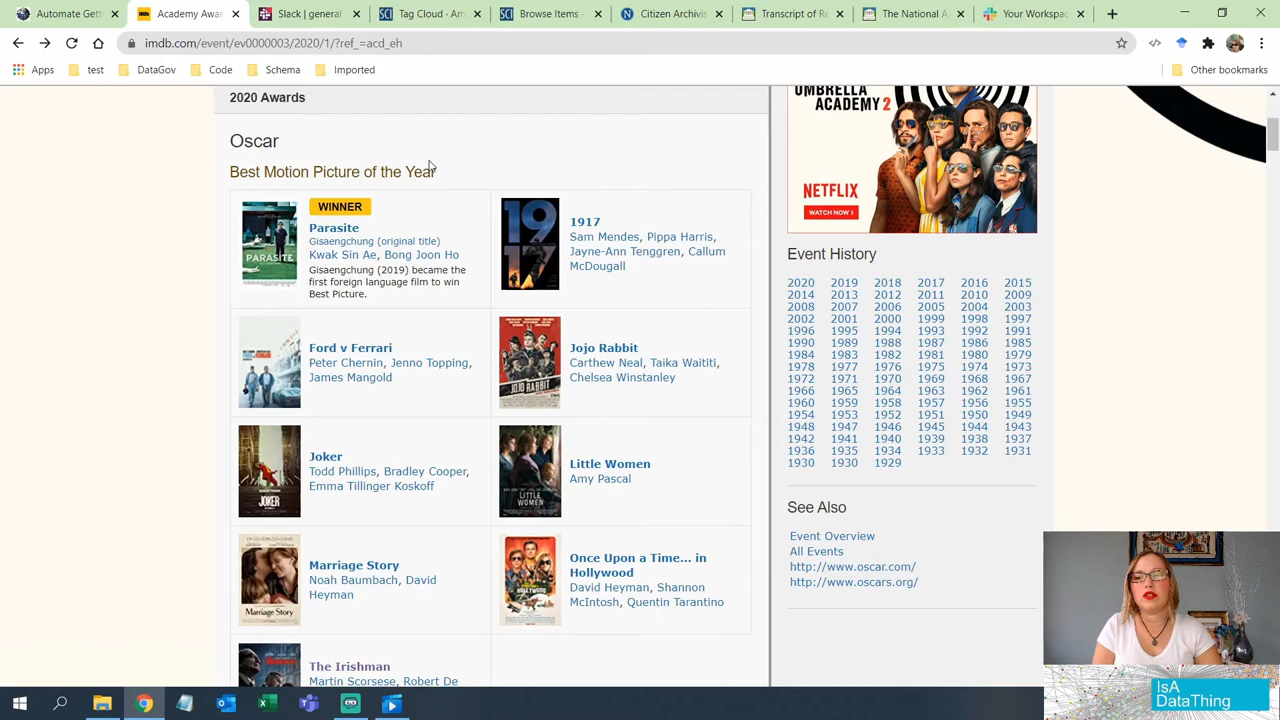 Automate Getti
Academy Awar
Slack | general
Tag Cloud - Am
Browse Items -
Citizen Archivis
Transcript of R
The National A
Your Workspac
imdb.com/event/ev0000003/2020/1/?ref_=acd_eh
Apps
test
DataGov
Code
Schema
Imported
Other bookmarks
2020 Awards
Oscar
Best Motion Picture of the Year
WINNER
Parasite
Gisaengchung (original title)
Kwak Sin Ae, Bong Joon Ho
Gisaengchung (2019) became the
first foreign language film to win
Best Picture.
PARASITE
19
17
1917
Sam Mendes, Pippa Harris,
Jayne-Ann Tenggren, Callum
McDougall
Ford v Ferrari
Peter Chernin, Jenno Topping,
James Mangold
JOJO RABBIT
Jojo Rabbit
Carthew Neal, Taika Waititi,
Chelsea Winstanley
JOKER
Joker
Todd Phillips, Bradley Cooper,
Emma Tillinger Koskoff
LITTLE
WOMEN
Little Women
Amy Pascal
Marriage Story
Marriage Story
Noah Baumbach, David
Heyman
Once Upon a Time... in
Hollywood
David Heyman, Shannon
McIntosh, Quentin Tarantino
The Irishman
Martin Scorsese, Robert De
UMBRELLA
ACADEMY 2
NETFLIX
WATCH NOW
Event History
2020 2019 2018 2017 2016 2015
2014 2013 2012 2011 2010 2009
2008 2007 2006 2005 2004 2003
2002 2001 2000 1999 1998 1997
1996 1995 1994 1993 1992 1991
1990 1989 1988 1987 1986 1985
1984 1983 1982 1981 1980 1979
1978 1977 1976 1975 1974 1973
1972 1971 1970 1969 1968 1967
1966 1965 1964 1963 1962 1961
1960 1959 1958 1957 1956 1955
1954 1953 1952 1951 1950 1949
1948 1947 1946 1945 1944 1943
1942 1941 1940 1939 1938 1937
1936 1935 1934 1933 1932 1931
1930 1930 1929
See Also
Event Overview
All Events
http://www.oscar.com/
http://www.oscars.org/
IsA
DataThing